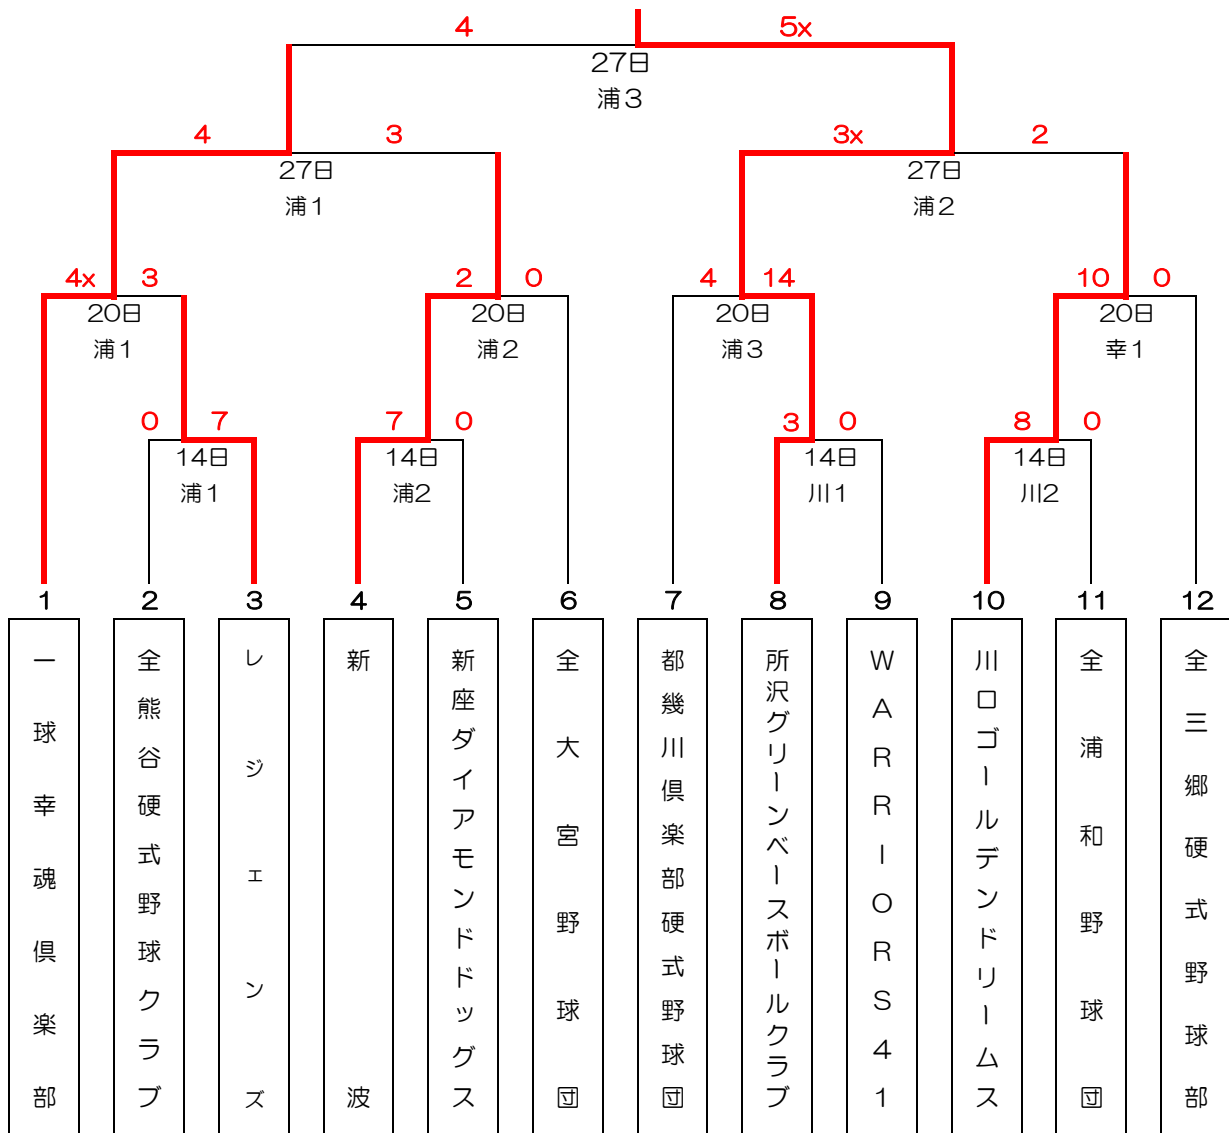 4 5x
27日
浦3
4 3 3x 2
27日 27日
浦1 浦2
4x 3 2 0 4 14 10 0
20日 20日 20日 20日
浦1 浦2 浦3 幸1
0 7 7 0 3 0 8 0
14日 14日 14日 14日
浦1 浦2 川1 川2
1 2 3 4 5 6 7 8 9 10 11 12
一球幸魂倶楽部
全熊谷硬式野球クラブ
レジェンズ
新波
新座ダイアモンドドッグス
全大宮野球団
都幾川倶楽部硬式野球団
所沢グリーンベースボールクラブ
WARRIORS41
川口ゴールデンドリームス
全浦和野球団
全三郷硬式野球部